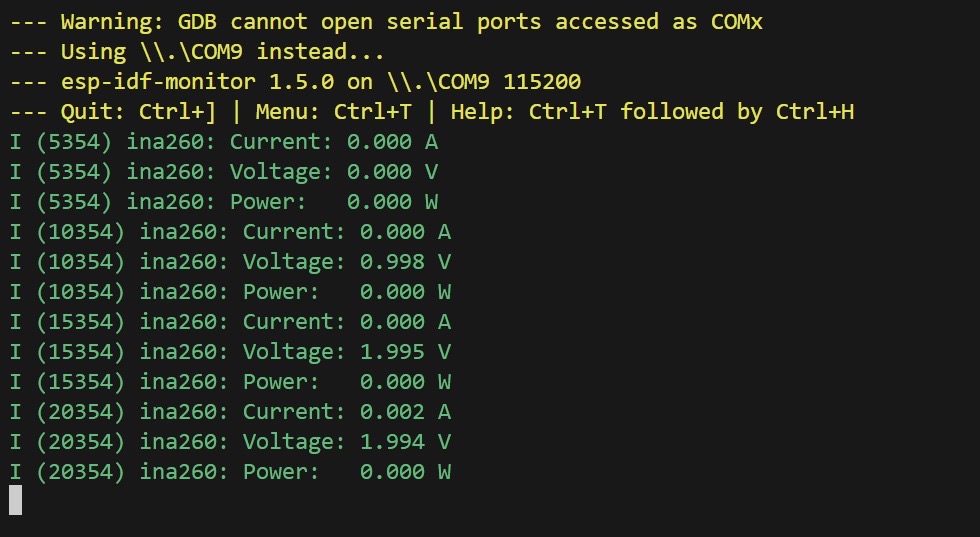 --- Warning: GDB cannot open serial ports accessed as COMx
--- Using \\.\COM9 instead...
--- esp-idf-monitor 1.5.0 on \\.\COM9 115200
--- Quit: Ctrl+] | Menu: Ctrl+T | Help: Ctrl+T followed by Ctrl+H
I (5354) ina260: Current: 0.000 A
I (5354) ina260: Voltage: 0.000 V
I (5354) ina260: Power:   0.000 W
I (10354) ina260: Current: 0.000 A
I (10354) ina260: Voltage: 0.998 V
I (10354) ina260: Power:   0.000 W
I (15354) ina260: Current: 0.000 A
I (15354) ina260: Voltage: 1.995 V
I (15354) ina260: Power:   0.000 W
I (20354) ina260: Current: 0.002 A
I (20354) ina260: Voltage: 1.994 V
I (20354) ina260: Power:   0.000 W